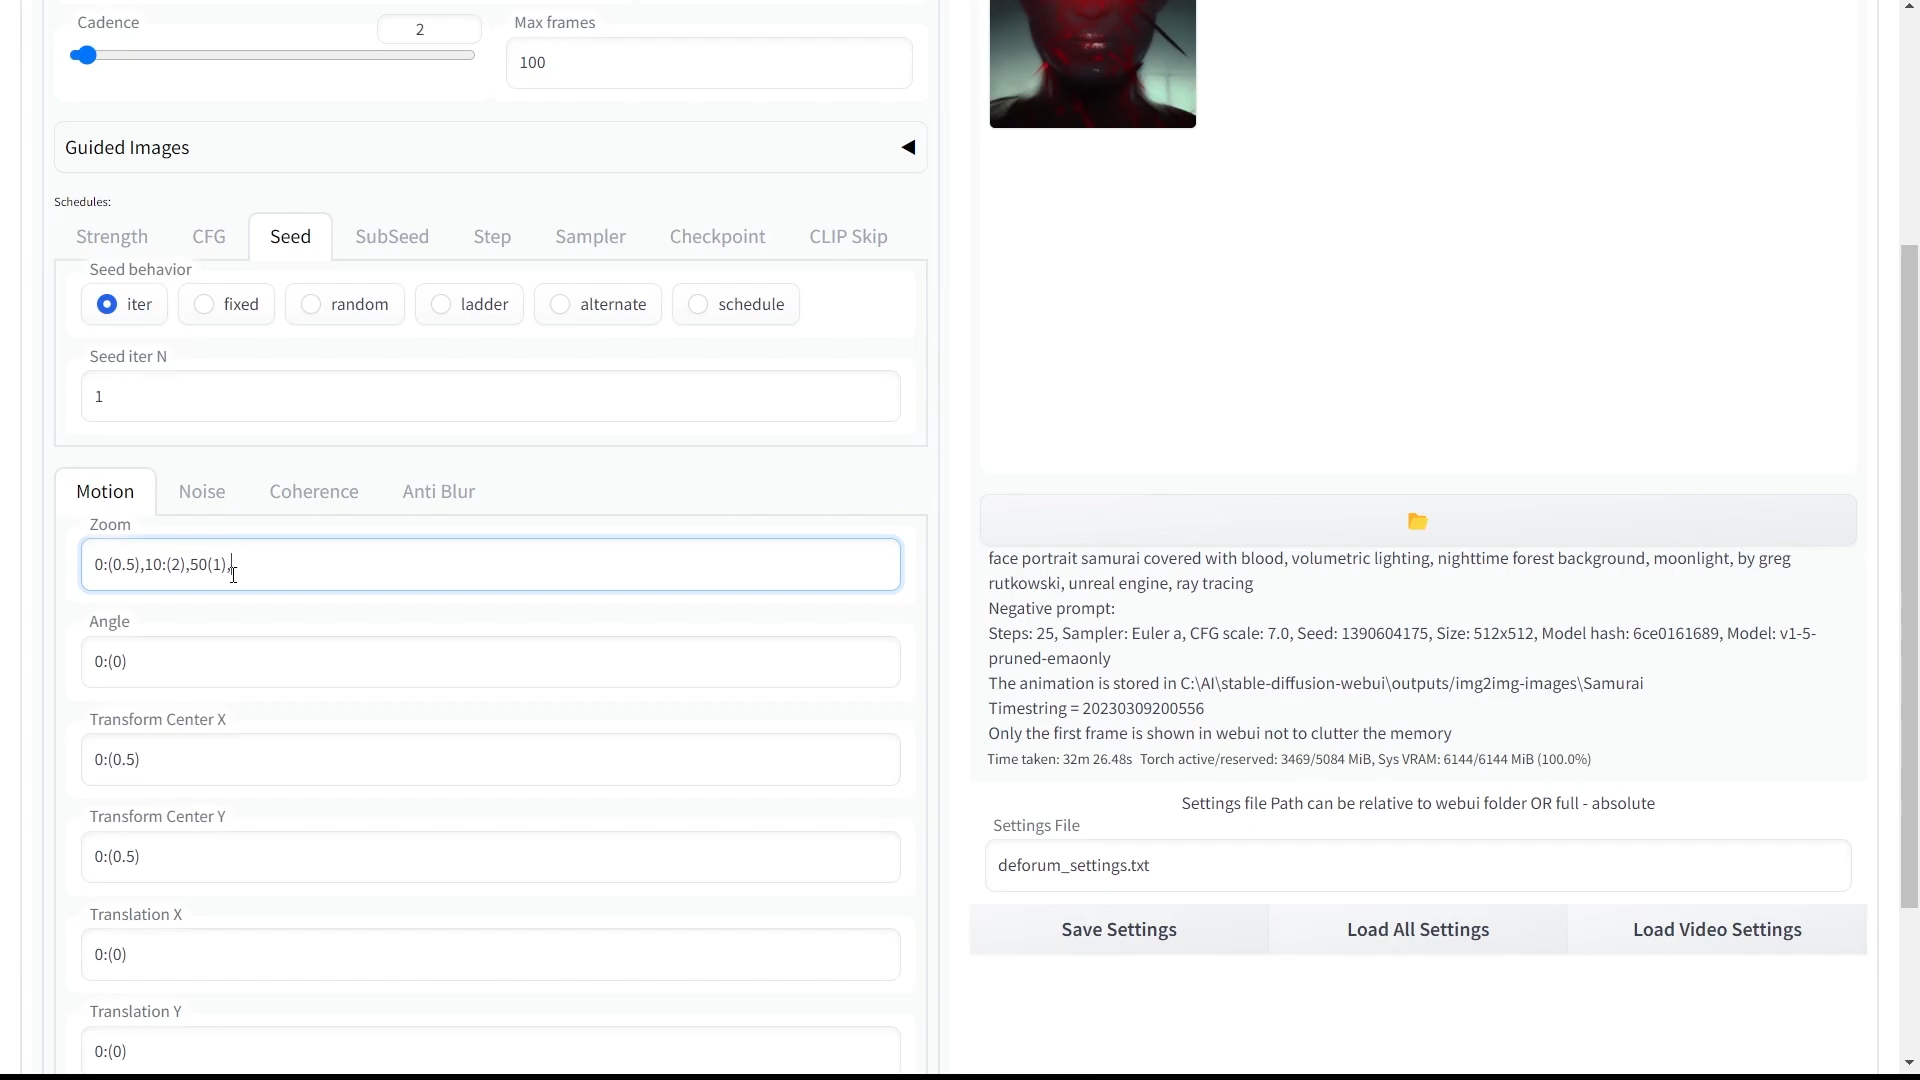 Cadence
2
Max frames
100
Guided Images
Schedules:
Strength CFG Seed SubSeed Step Sampler Checkpoint CLIP Skip
Seed behavior
iter fixed random ladder alternate schedule
Seed iter N
1
Motion Noise Coherence Anti Blur
Zoom
0:(0.5),10:(2),50(1),
Angle
0:(0)
Transform Center X
0:(0.5)
Transform Center Y
0:(0.5)
Translation X
0:(0)
Translation Y
0:(0)
face portrait samurai covered with blood, volumetric lighting, nighttime forest background, moonlight, by greg
rutkowski, unreal engine, ray tracing
Negative prompt:
Steps: 25, Sampler: Euler a, CFG scale: 7.0, Seed: 1390604175, Size: 512x512, Model hash: 6ce0161689, Model: v1-5-
pruned-emaonly
The animation is stored in C:\AI\stable-diffusion-webui\outputs/img2img-images\Samurai
Timestring = 20230309200556
Only the first frame is shown in webui not to clutter the memory
Time taken: 32m 26.48s Torch active/reserved: 3469/5084 MiB, Sys VRAM: 6144/6144 MiB (100.0%)
Settings file Path can be relative to webui folder OR full - absolute
Settings File
deforum_settings.txt
Save Settings Load All Settings Load Video Settings